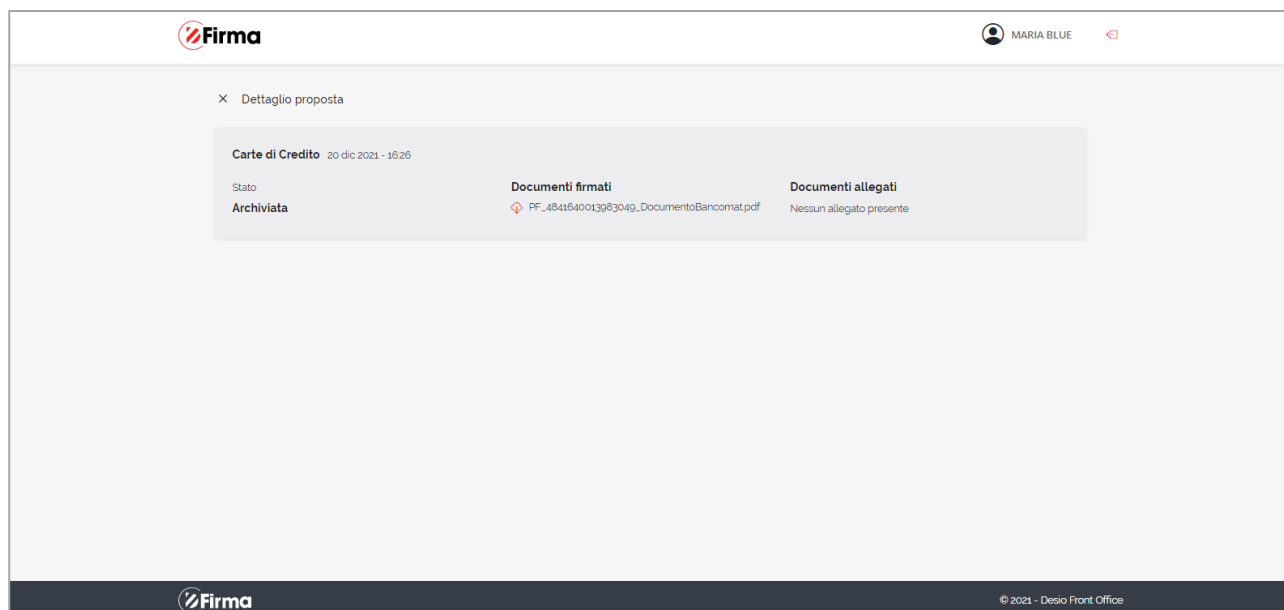 Firma
MARIA BLUE
Dettaglio proposta
Carte di Credito 20 dic 2021 - 16:26
Stato
Archiviata
Documenti firmati
PF_4841640013983049_DocumentoBancomat.pdf
Documenti allegati
Nessun allegato presente
Firma
© 2021 - Desio Front Office